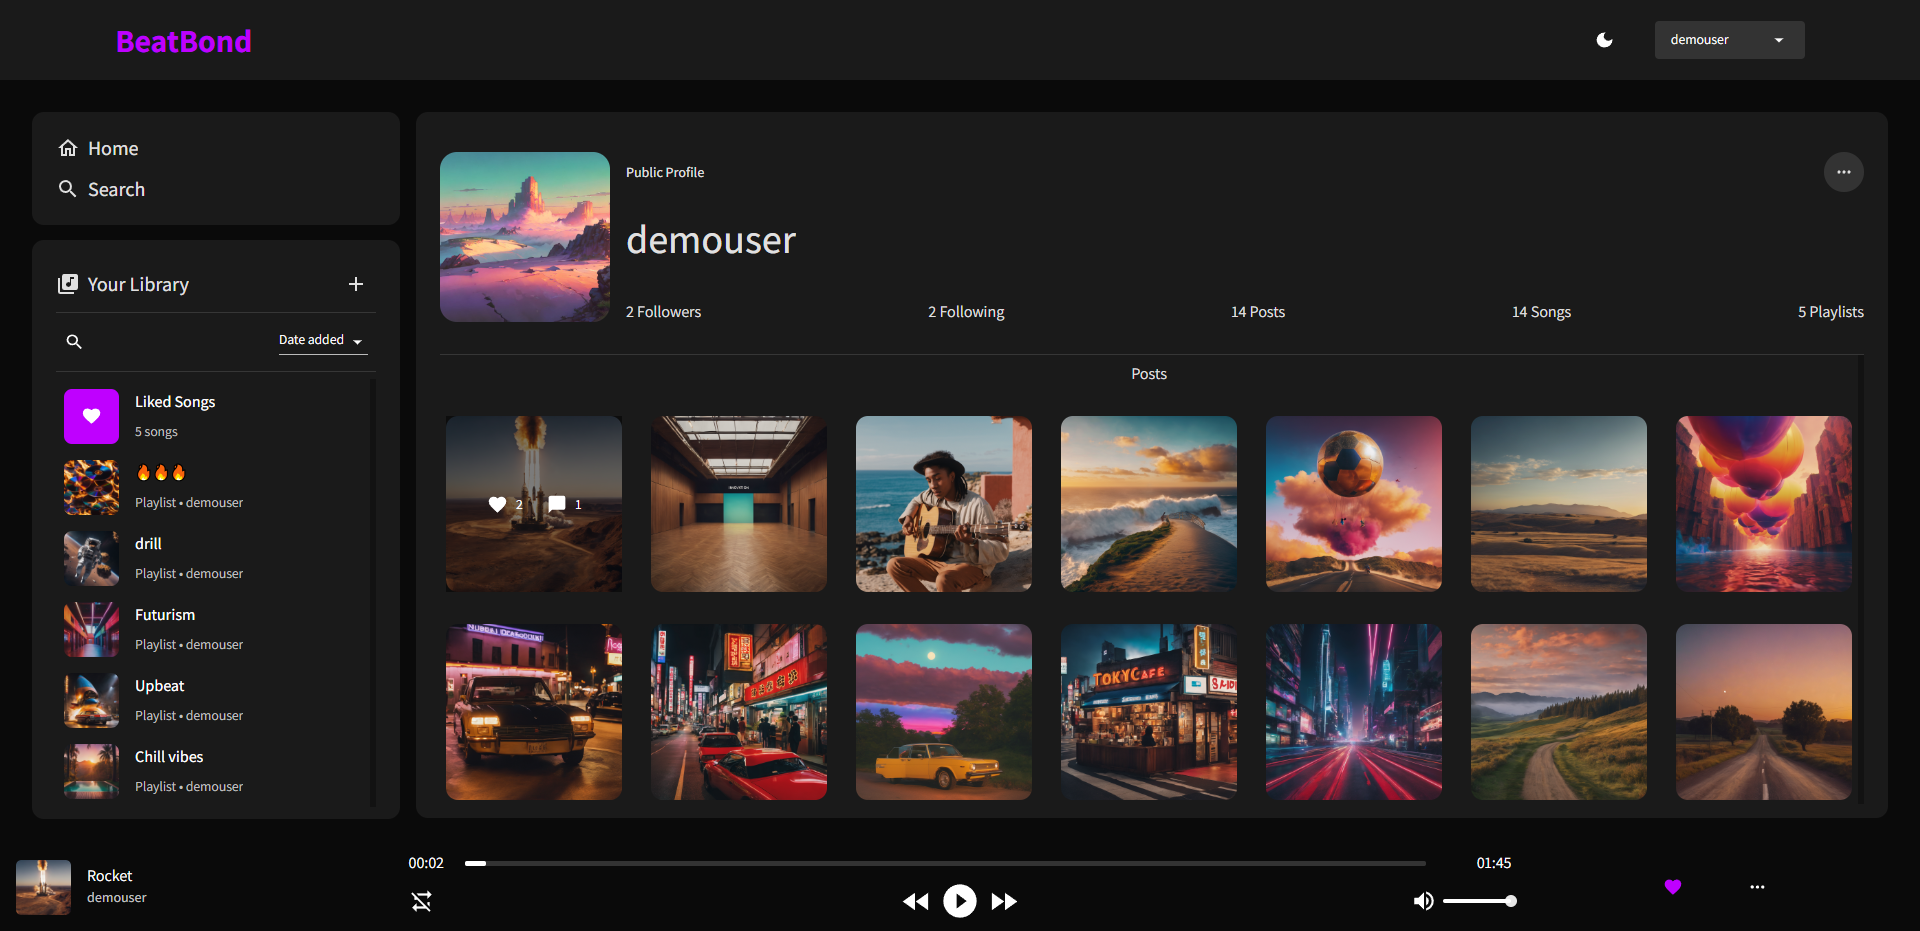 BeatBond
demouser
Home
Search
Your Library
Date added
Liked Songs
5 songs
🔥🔥🔥
Playlist • demouser
drill
Playlist • demouser
Futurism
Playlist • demouser
Upbeat
Playlist • demouser
Chill vibes
Playlist • demouser
Public Profile
demouser
2 Followers
2 Following
14 Posts
14 Songs
5 Playlists
Posts
2
1
TOKYCAFE
Rocket
demouser
00:02
01:45